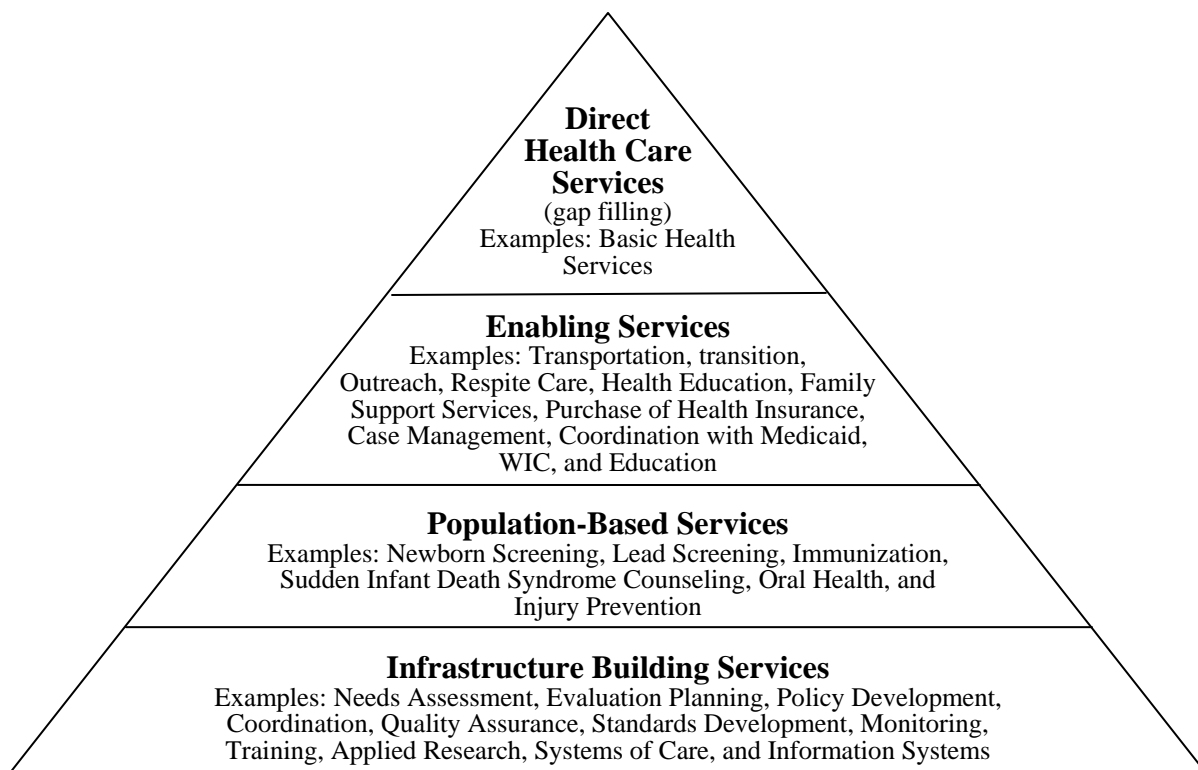 Direct
Health Care
Services
(gap filling)
Examples: Basic Health
Services
Enabling Services
Examples: Transportation, transition,
Outreach, Respite Care, Health Education, Family
Support Services, Purchase of Health Insurance,
Case Management, Coordination with Medicaid,
WIC, and Education
Population-Based Services
Examples: Newborn Screening, Lead Screening, Immunization,
Sudden Infant Death Syndrome Counseling, Oral Health, and
Injury Prevention
Infrastructure Building Services
Examples: Needs Assessment, Evaluation Planning, Policy Development,
Coordination, Quality Assurance, Standards Development, Monitoring,
Training, Applied Research, Systems of Care, and Information Systems